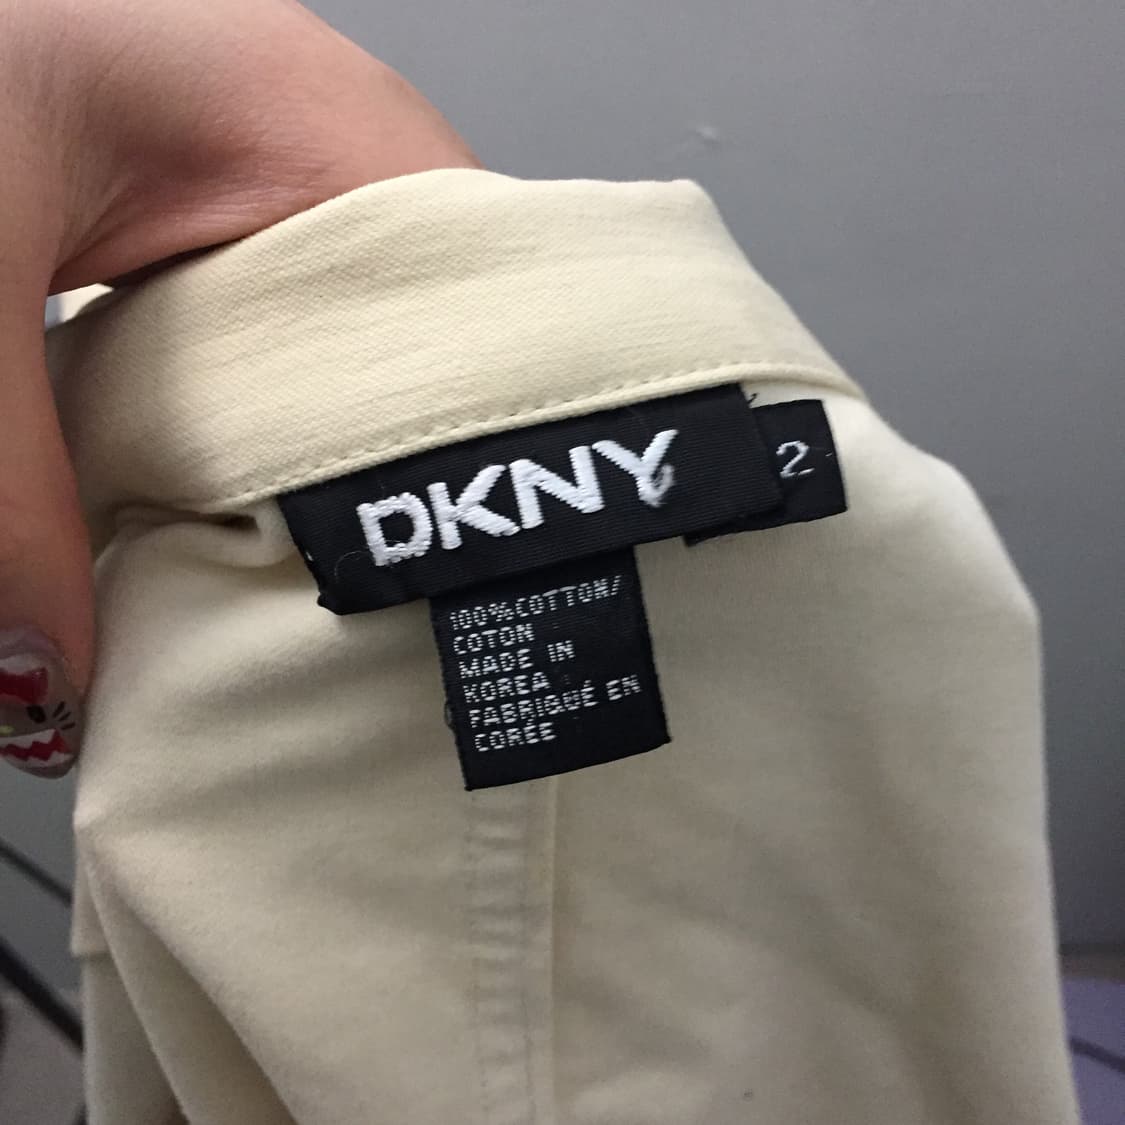 DKNY
2
100%COTTON/
COTON
MADE IN
KOREA
FABRIQUÉ EN
CORÉE